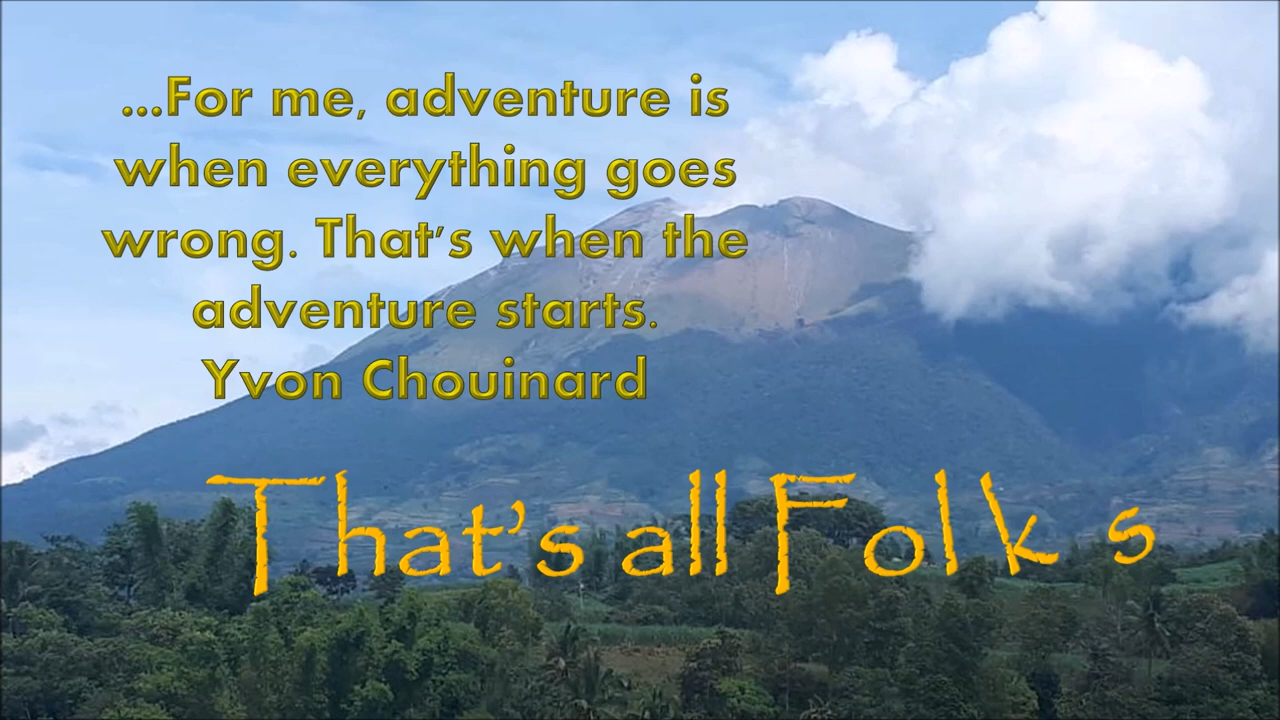 ...For me, adventure is
when everything goes
wrong. That's when the
adventure starts.
Yvon Chouinard
That's all Folks